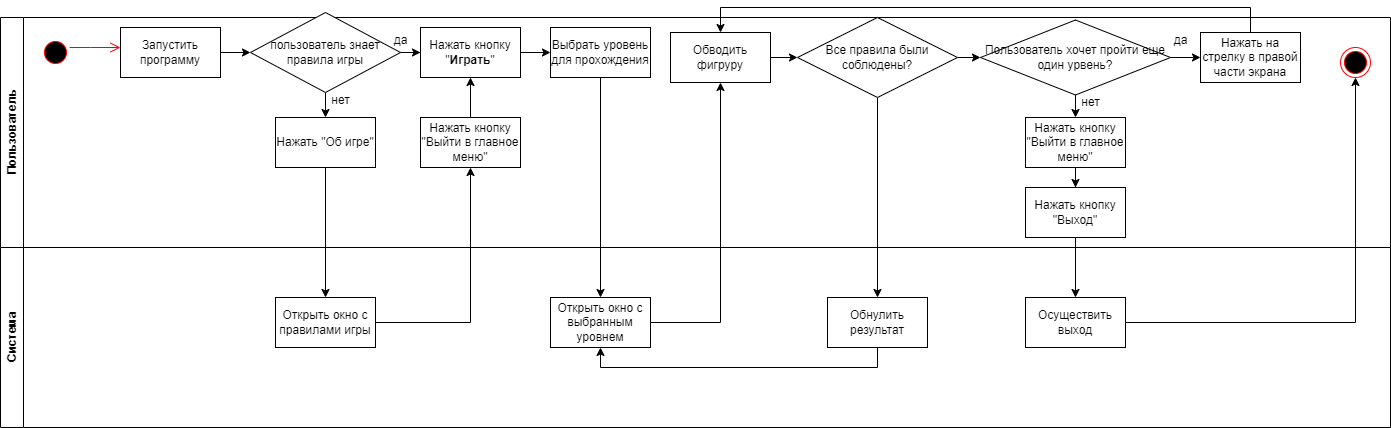 Пользователь
Запустить
программу
пользователь знает
правила игры
да
нет
Нажать "Об игре"
Нажать кнопку
"Играть"
Нажать кнопку
"Выйти в главное
меню"
Выбрать уровень
для прохождения
Обводить
фигруру
Все правила были
соблюдены?
Пользователь хочет пройти еще
один урвень?
да
нет
Нажать на
стрелку в правой
части экрана
Нажать кнопку
"Выйти в главное
меню"
Нажать кнопку
"Выход"
Система
Открыть окно с
правилами игры
Открыть окно с
выбранным
уровнем
Обнулить
результат
Осуществить
выход